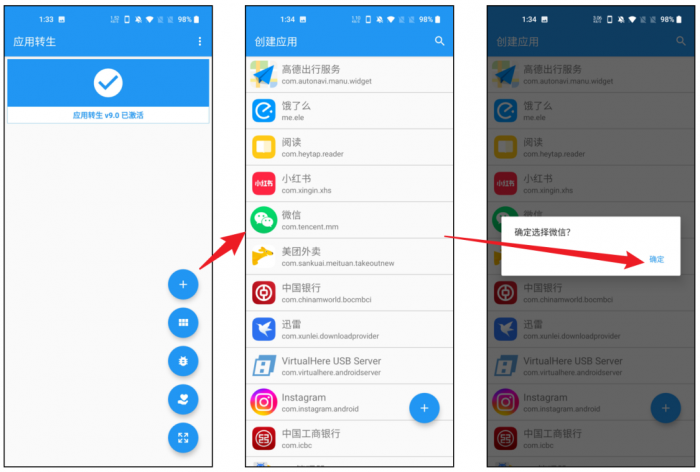 1:33
98%
应用转生
应用转生 v9.0 已激活
1:34
98%
创建应用
高德出行服务
com.autonavi.manu.widget
饿了么
me.ele
阅读
com.heytap.reader
小红书
小红书
com.xingin.xhs
微信
com.tencent.mm
美团外卖
com.sankuai.meituan.takeoutnew
中国银行
com.chinamworld.bocmbci
迅雷
com.xunlei.downloadprovider
VirtualHere USB Server
com.virtualhere.androidserver
Instagram
com.instagram.android
中国工商银行
com.icbc
1:34
98%
创建应用
高德出行服务
com.autonavi.manu.widget
饿了么
me.ele
阅读
com.heytap.reader
小红书
小红书
com.xingin.xhs
微信
确定选择微信?
确定
中国银行
com.chinamworld.bocmbci
迅雷
com.xunlei.downloadprovider
VirtualHere USB Server
com.virtualhere.androidserver
Instagram
com.instagram.android
中国工商银行
com.icbc